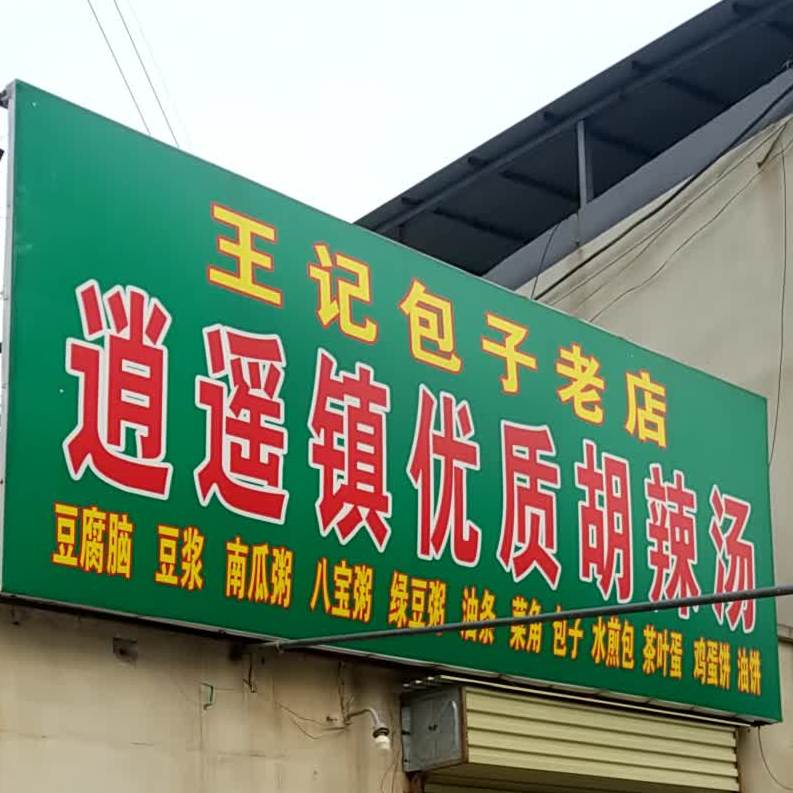 王记包子老店
逍遥镇优质胡辣汤
豆腐脑 豆浆 南瓜粥 八宝粥 绿豆粥 油条 菜角 包子 水煎包 茶叶蛋 鸡蛋饼 油饼